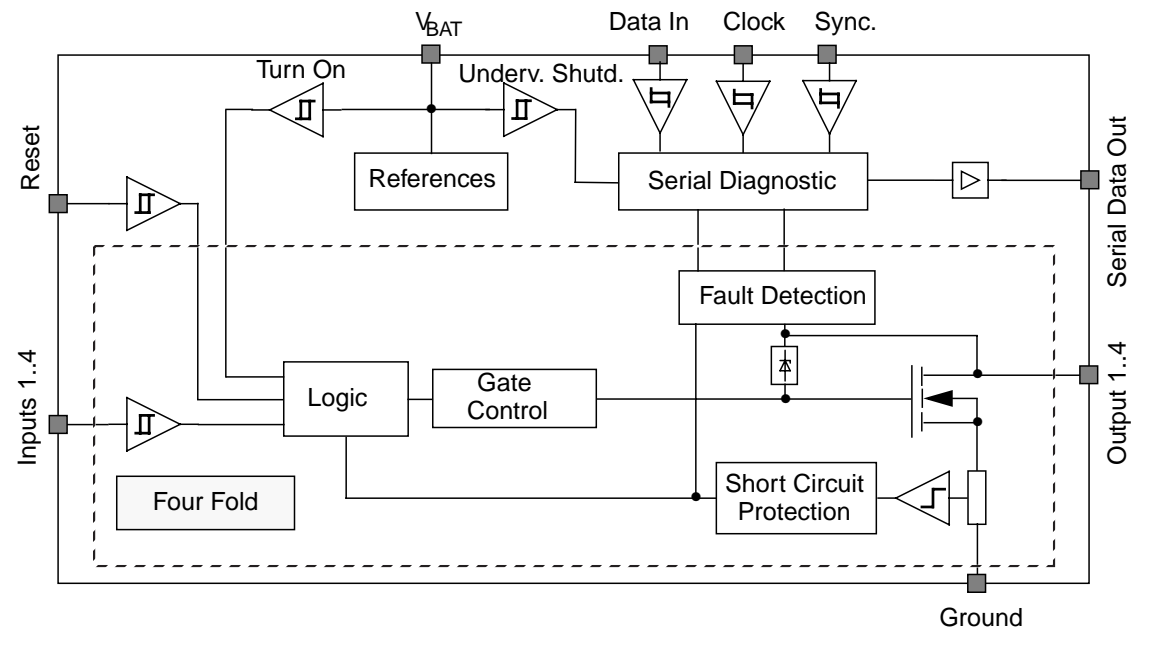 VBAT
Data In
Clock
Sync.
Turn On
Underv. Shutd.
Reset
References
Serial Diagnostic
Serial Data Out
Fault Detection
Inputs 1..4
Logic
Gate
Control
Output 1..4
Four Fold
Short Circuit
Protection
Ground